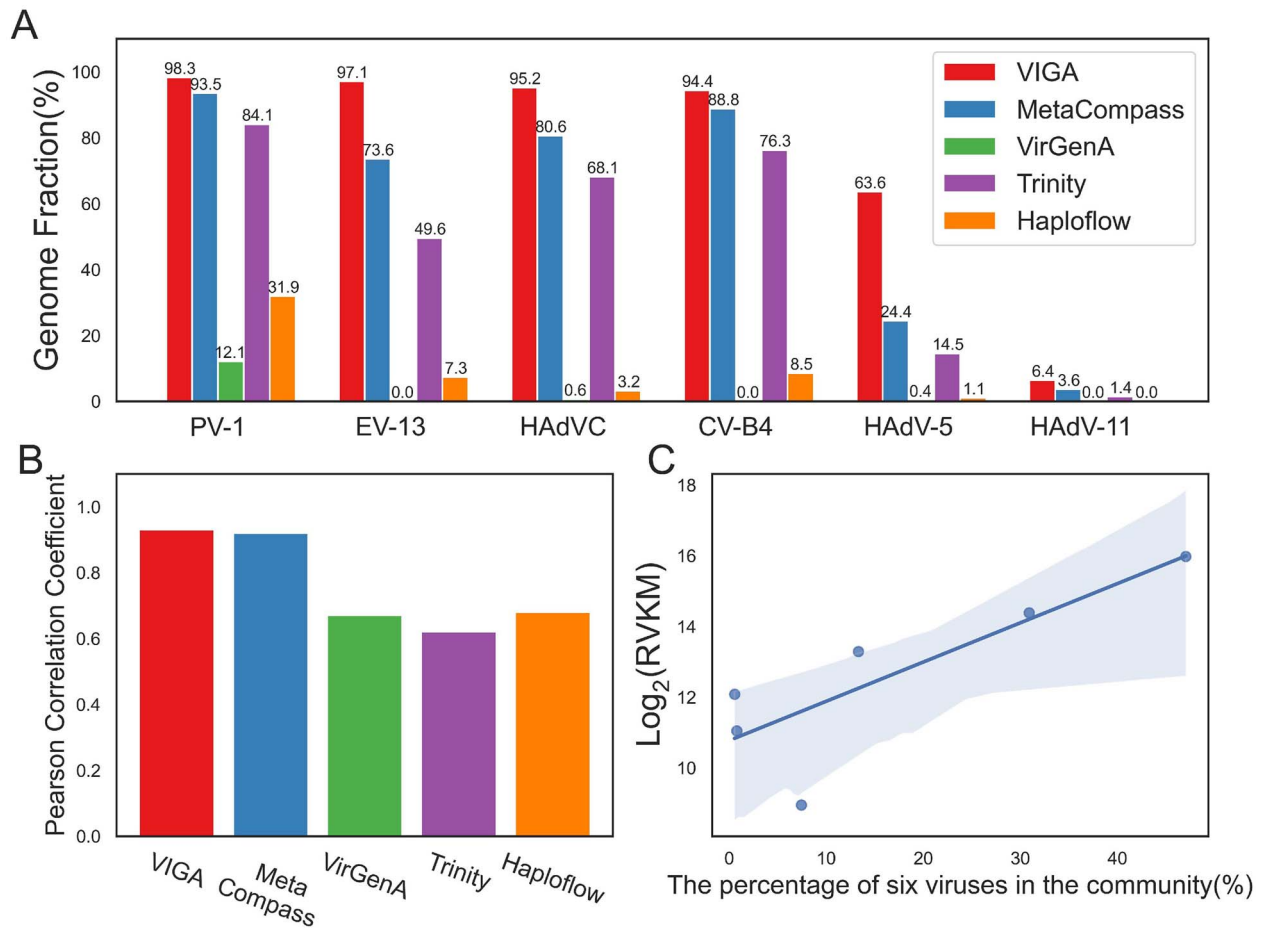 A
Genome Fraction(%)
100
80
60
40
20
0
98.3
93.5
12.1
84.1
31.9
97.1
73.6
0.0
49.6
7.3
95.2
80.6
0.6
68.1
3.2
94.4
88.8
0.0
76.3
8.5
63.6
24.4
0.4
14.5
1.1
6.4
3.6
0.0
1.4
0.0
PV-1
EV-13
HAdVC
CV-B4
HAdV-5
HAdV-11
VIGA
MetaCompass
VirGenA
Trinity
Haploflow
B
Pearson Correlation Coefficient
1.0
0.8
0.6
0.4
0.2
0.0
VIGA
Meta
Compass
VirGenA
Trinity
Haploflow
C
Log₂(RVKM)
18
16
14
12
10
0
10
20
30
40
The percentage of six viruses in the community(%)